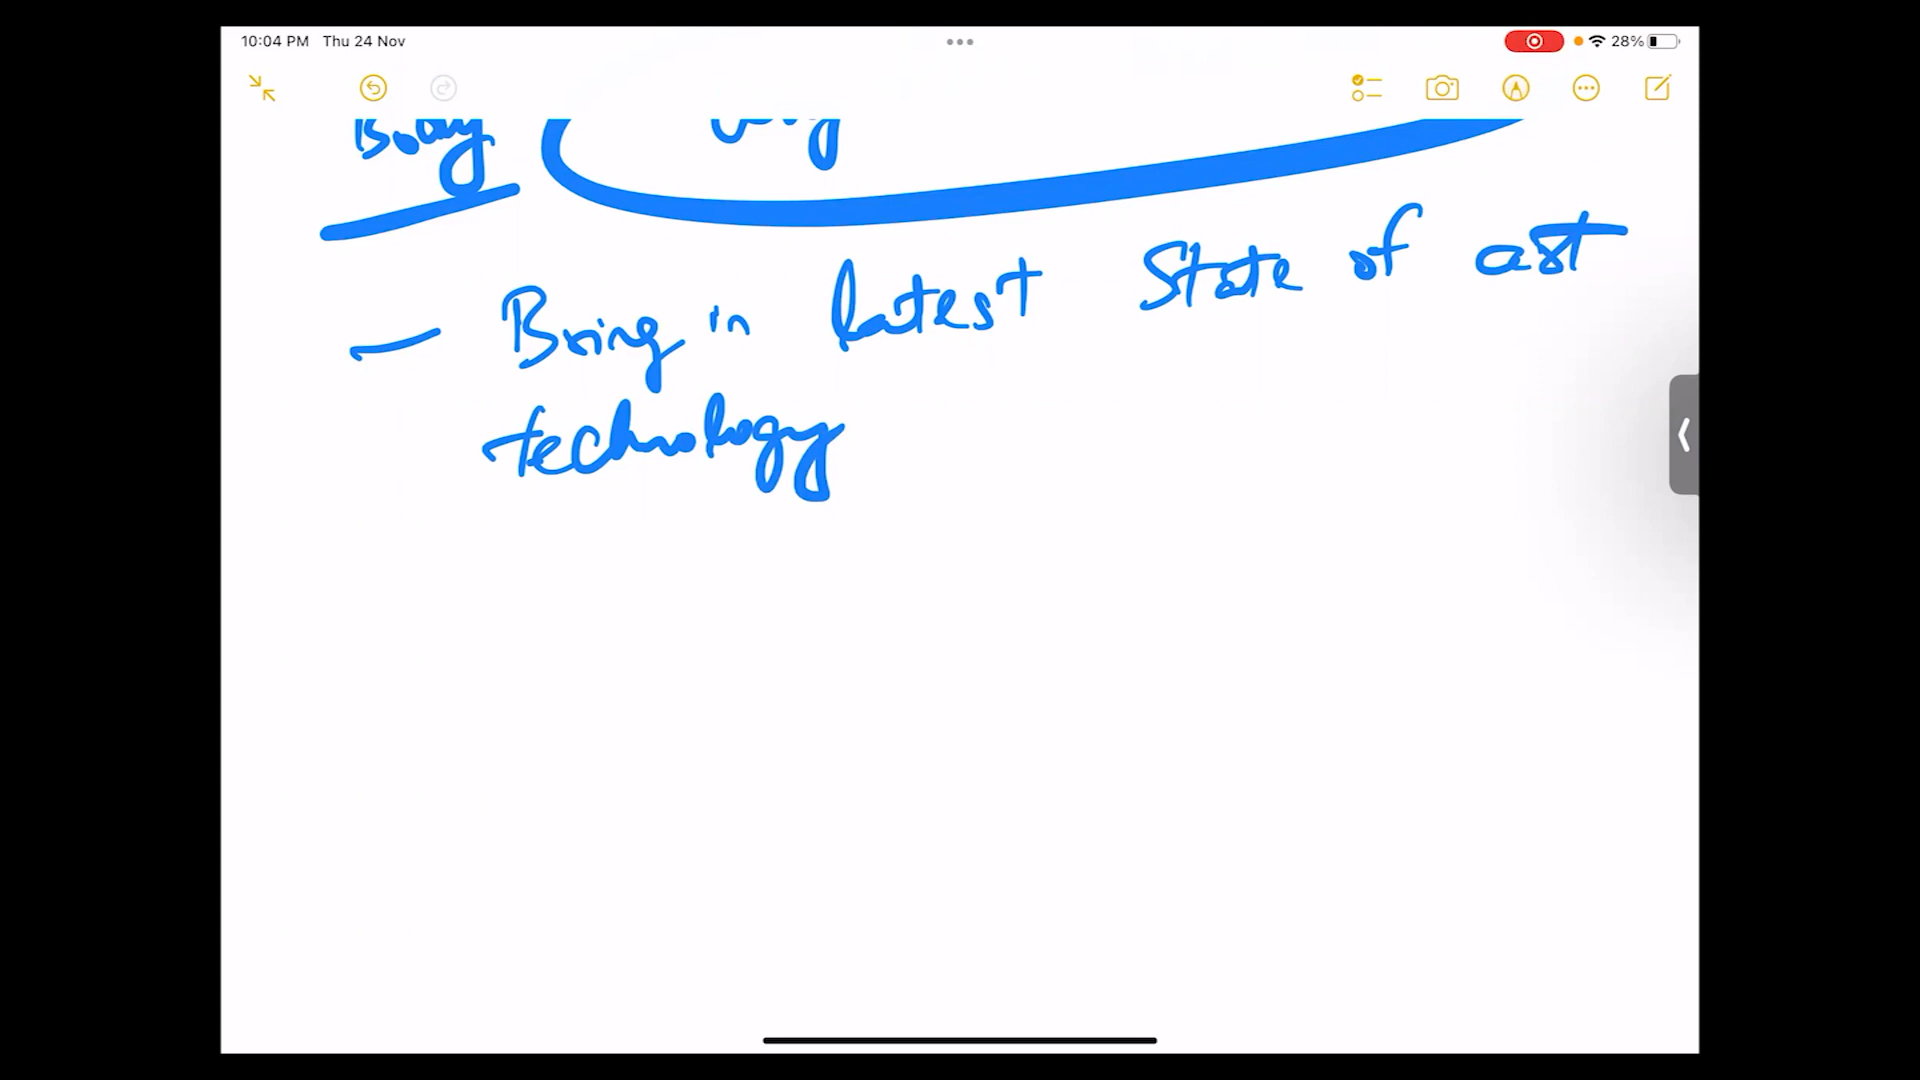 10:04 PM Thu 24 Nov
28%
Body
- Bring in latest State of art
technology